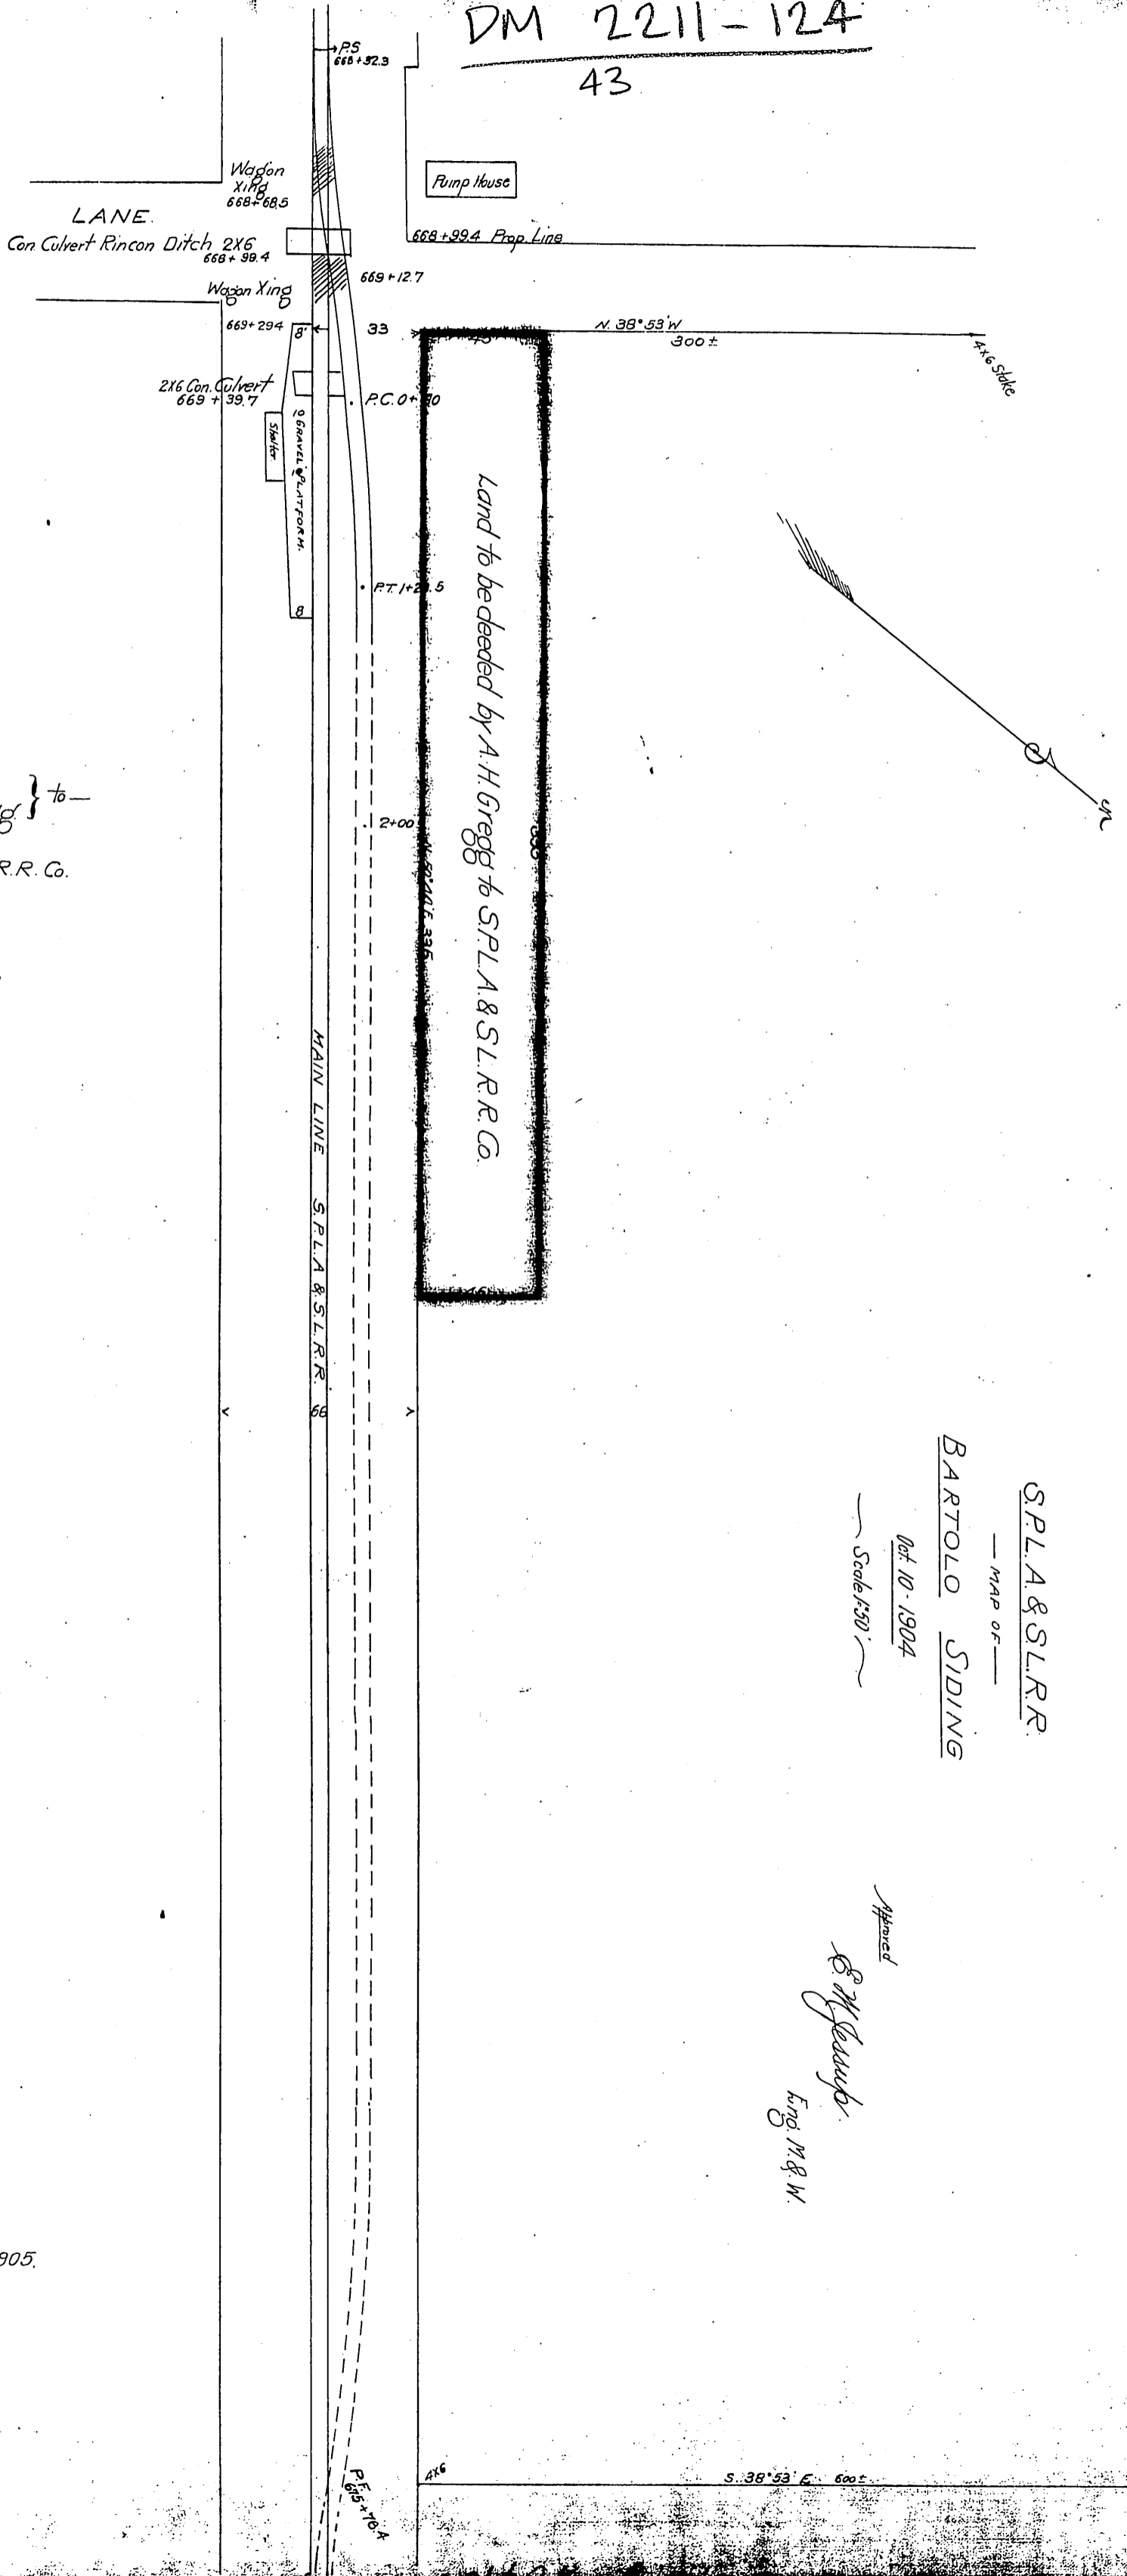 DM 2211-124
43
P.S
668+32.3
Wagon
Xing
668+68.5
Pump House
LANE.
Con. Culvert Rincon Ditch 2X6
668+99.4
668+99.4 Prop. Line
669+12.7
Wagon Xing
669+29.4
8'
33
N. 38°53'W
300±
4x6 Stake
2X6 Con. Culvert
669+39.7
P.C. 0+
Shelter
GRAVEL PLATFORM.
8
P.T. 1+
Land to be deeded by A.H. Gregg to S.P.L.A.&S.L.R.R.Co.
} to —
2+00
R.R. Co.
MAIN LINE S.P.L.A & S.L.R.R.
66
S.P.L.A.&S.L.R.R.
— MAP OF —
BARTOLO SIDING
Oct. 10-1904
Scale 1"=50'
Approved
E. M. Jessup.
Eng. M.&W.
905.
P.F.
4x6
S. 38°53' E. 600±